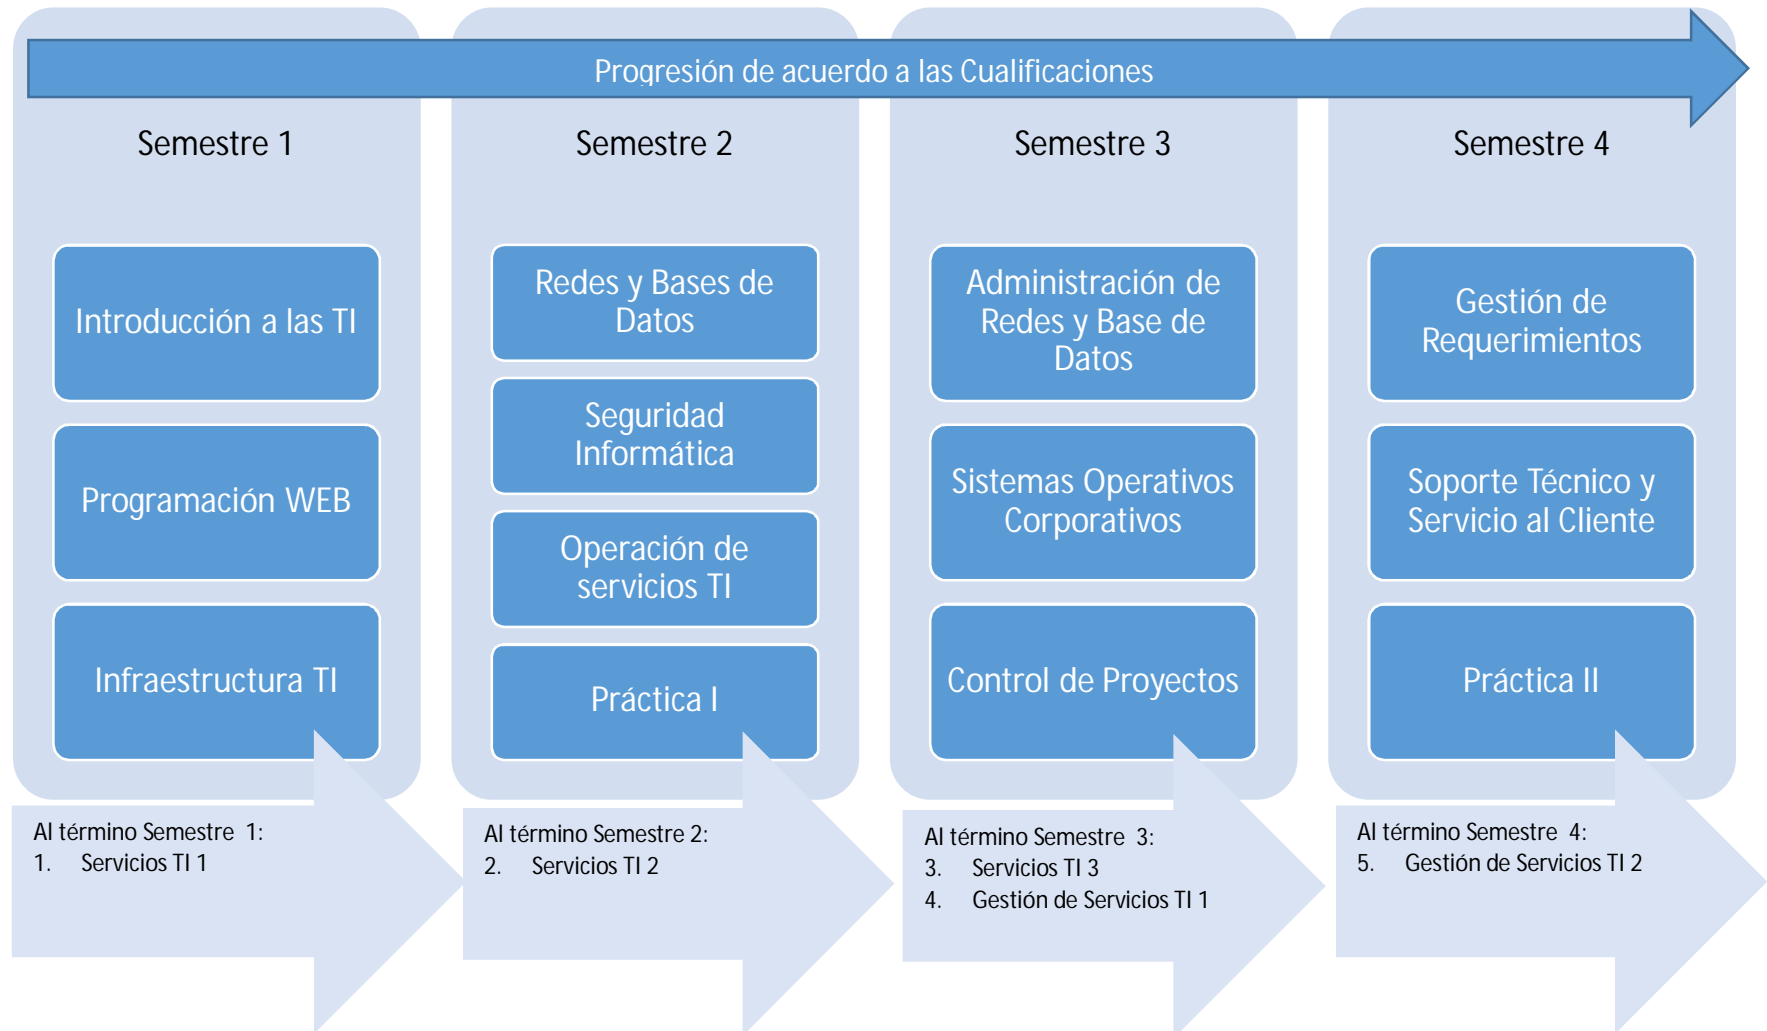 Progresión de acuerdo a las Cualificaciones
Semestre 1
Introducción a las TI
Programación WEB
Infraestructura TI
Al término Semestre 1:
1. Servicios TI 1
Semestre 2
Redes y Bases de
Datos
Seguridad
Informática
Operación de
servicios TI
Práctica I
Al término Semestre 2:
2. Servicios TI 2
Semestre 3
Administración de
Redes y Base de
Datos
Sistemas Operativos
Corporativos
Control de Proyectos
Al término Semestre 3:
3. Servicios TI 3
4. Gestión de Servicios TI 1
Semestre 4
Gestión de
Requerimientos
Soporte Técnico y
Servicio al Cliente
Práctica II
Al término Semestre 4:
5. Gestión de Servicios TI 2